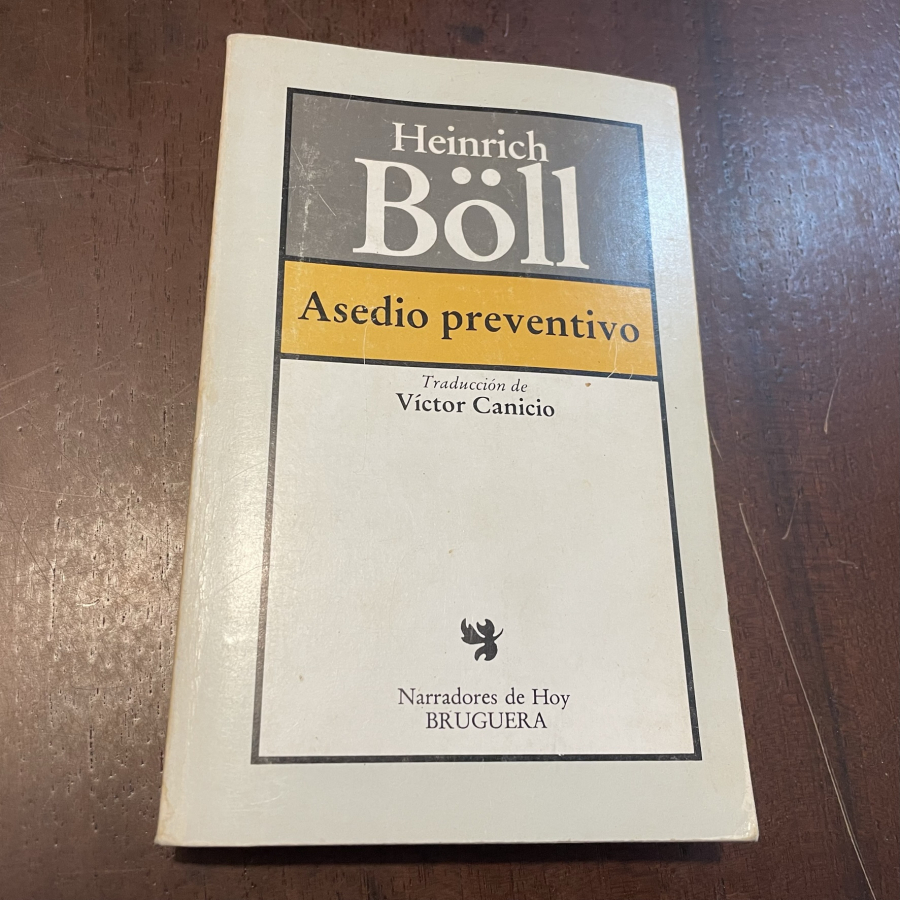 Heinrich
Böll
Asedio preventivo
Traducción de
Víctor Canicio
Narradores de Hoy
BRUGUERA